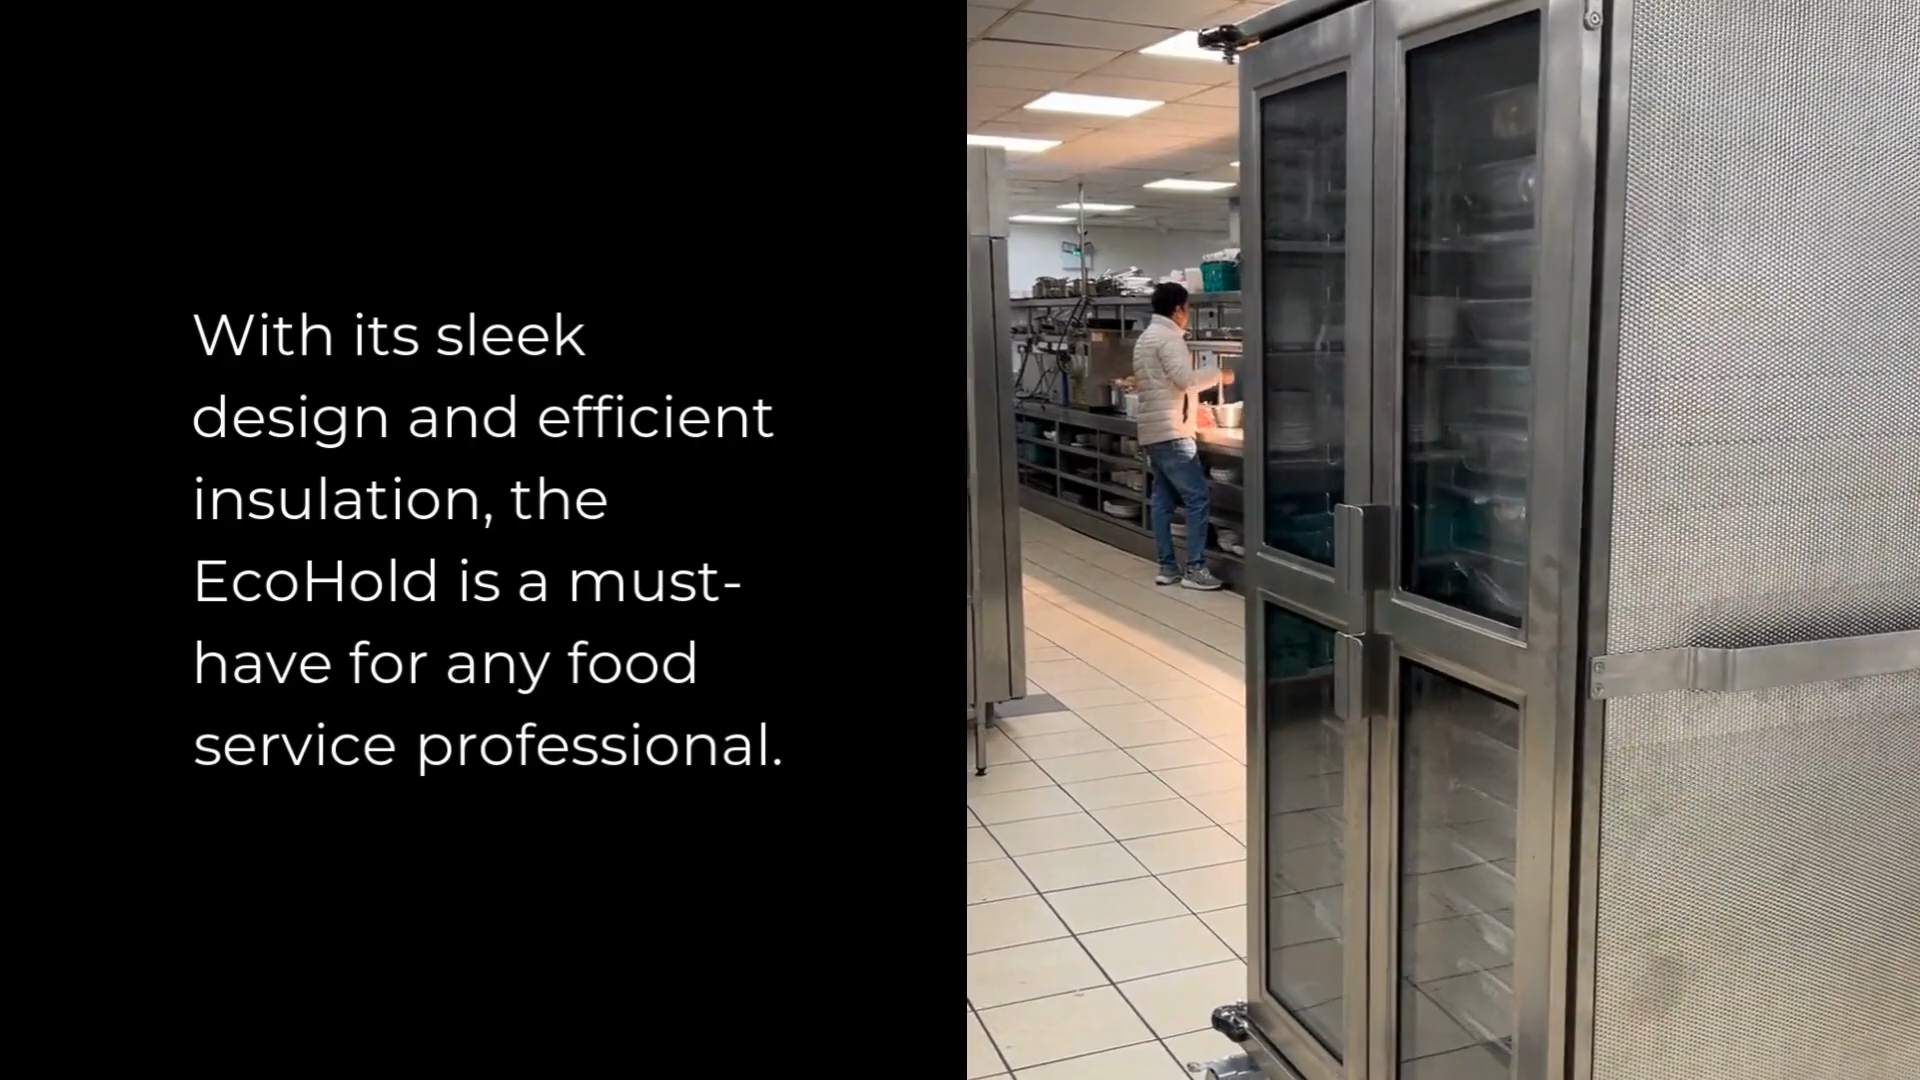 With its sleek
design and efficient
insulation, the
EcoHold is a must-
have for any food
service professional.